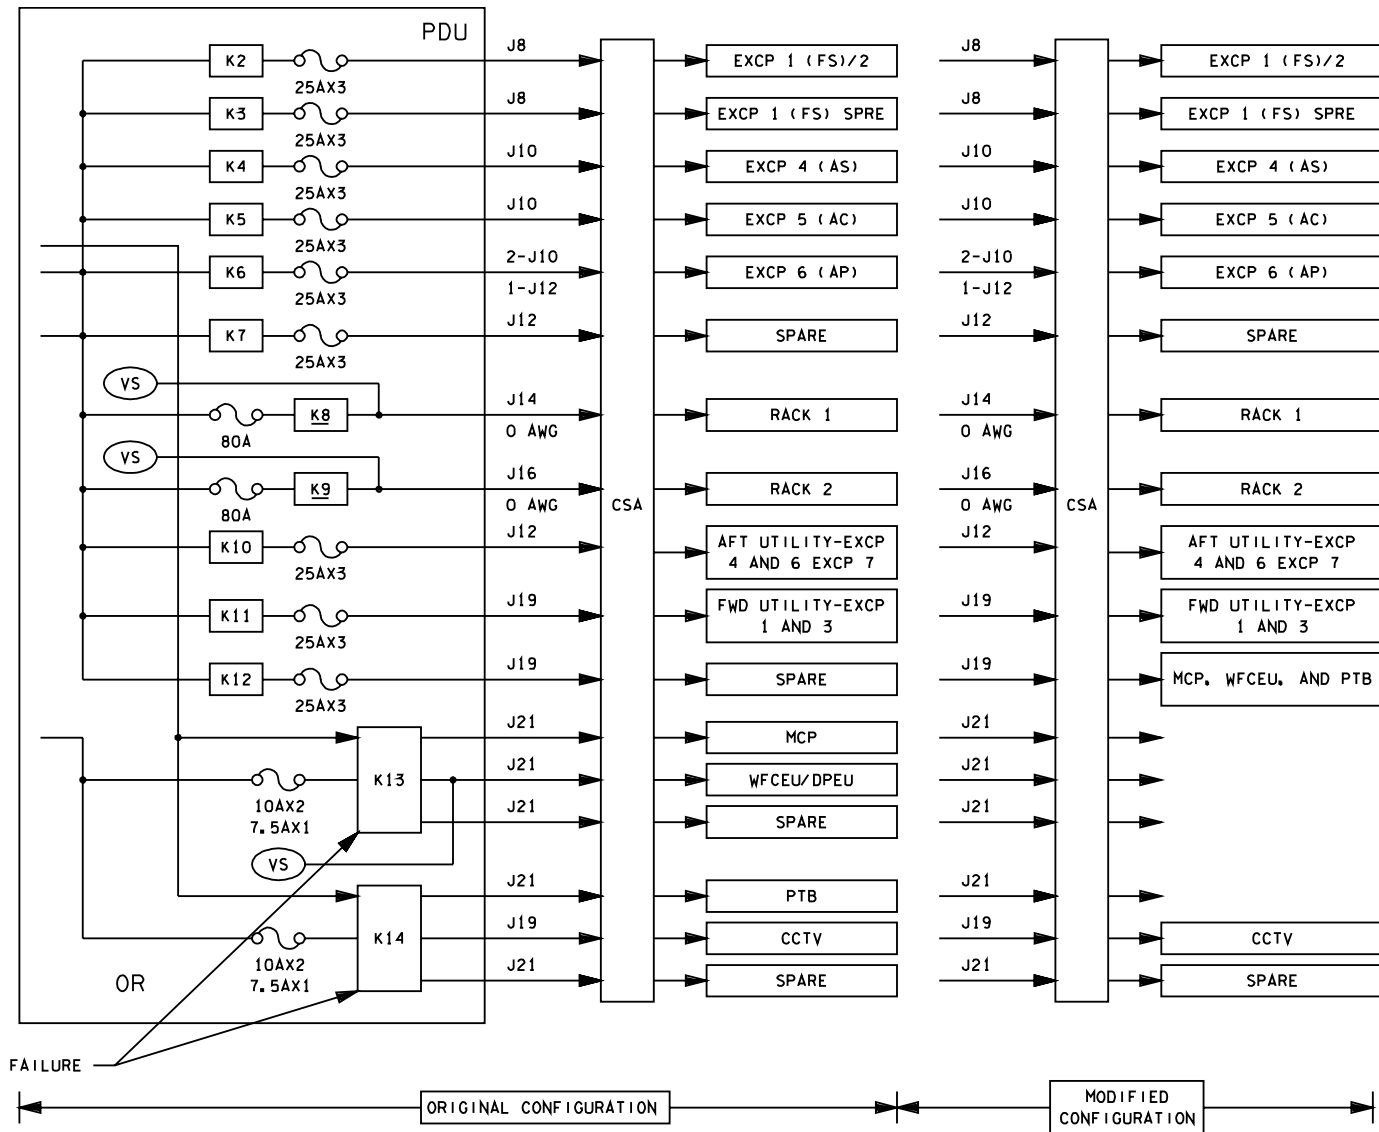 PDU
K2
25AX3
J8
EXCP 1 (FS)/2
J8
EXCP 1 (FS)/2
K3
25AX3
J8
EXCP 1 (FS) SPRE
J8
EXCP 1 (FS) SPRE
K4
25AX3
J10
EXCP 4 (AS)
J10
EXCP 4 (AS)
K5
25AX3
J10
EXCP 5 (AC)
J10
EXCP 5 (AC)
K6
25AX3
2-J10
1-J12
EXCP 6 (AP)
2-J10
1-J12
EXCP 6 (AP)
K7
25AX3
J12
SPARE
J12
SPARE
VS
80A
K8
J14
0 AWG
RACK 1
J14
0 AWG
RACK 1
VS
80A
K9
J16
0 AWG
CSA
RACK 2
J16
0 AWG
CSA
RACK 2
K10
25AX3
J12
AFT UTILITY-EXCP
4 AND 6 EXCP 7
J12
AFT UTILITY-EXCP
4 AND 6 EXCP 7
K11
25AX3
J19
FWD UTILITY-EXCP
1 AND 3
J19
FWD UTILITY-EXCP
1 AND 3
K12
25AX3
J19
SPARE
J19
MCP, WFCEU, AND PTB
J21
MCP
J21
K13
10AX2
7.5AX1
J21
WFCEU/DPEU
J21
J21
SPARE
J21
VS
J21
PTB
J21
K14
10AX2
7.5AX1
J19
CCTV
J19
CCTV
OR
J21
SPARE
J21
SPARE
FAILURE
ORIGINAL CONFIGURATION
MODIFIED
CONFIGURATION